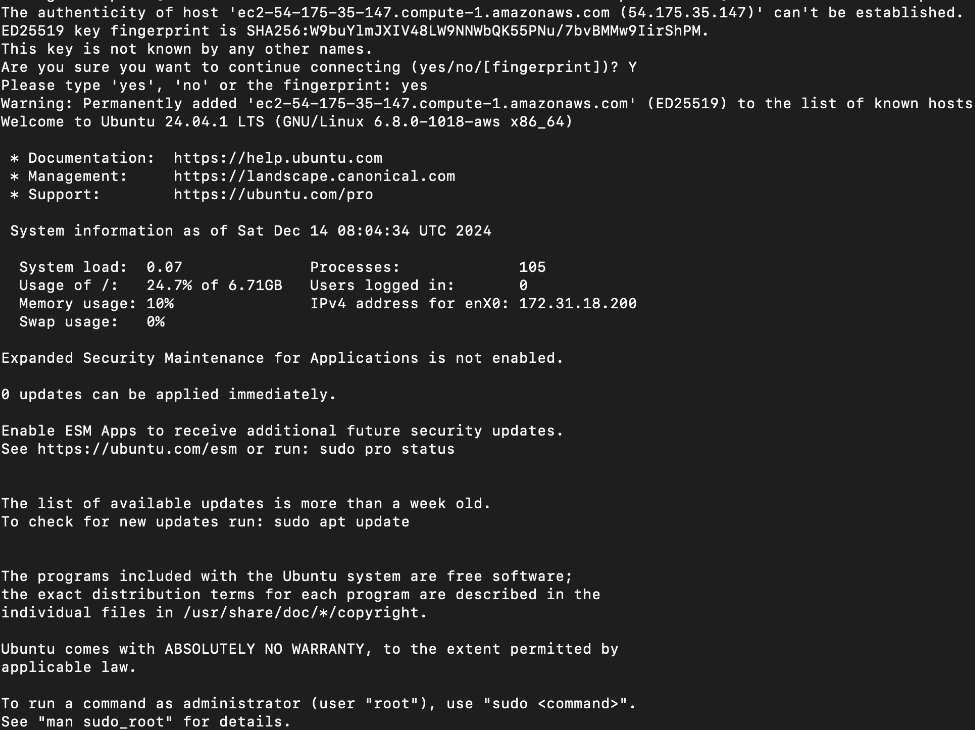 The authenticity of host 'ec2-54-175-35-147.compute-1.amazonaws.com (54.175.35.147)' can't be established.
ED25519 key fingerprint is SHA256:W9buYlmJXIV48LW9NNWbQK55PNu/7bvBMMw9IirShPM.
This key is not known by any other names.
Are you sure you want to continue connecting (yes/no/[fingerprint])? Y
Please type 'yes', 'no' or the fingerprint: yes
Warning: Permanently added 'ec2-54-175-35-147.compute-1.amazonaws.com' (ED25519) to the list of known hosts
Welcome to Ubuntu 24.04.1 LTS (GNU/Linux 6.8.0-1018-aws x86_64)
* Documentation:  https://help.ubuntu.com
* Management:     https://landscape.canonical.com
* Support:        https://ubuntu.com/pro
System information as of Sat Dec 14 08:04:34 UTC 2024
System load:  0.07              Processes:             105
Usage of /:   24.7% of 6.71GB   Users logged in:       0
Memory usage: 10%               IPv4 address for enX0: 172.31.18.200
Swap usage:   0%
Expanded Security Maintenance for Applications is not enabled.
0 updates can be applied immediately.
Enable ESM Apps to receive additional future security updates.
See https://ubuntu.com/esm or run: sudo pro status
The list of available updates is more than a week old.
To check for new updates run: sudo apt update
The programs included with the Ubuntu system are free software;
the exact distribution terms for each program are described in the
individual files in /usr/share/doc/*/copyright.
Ubuntu comes with ABSOLUTELY NO WARRANTY, to the extent permitted by
applicable law.
To run a command as administrator (user "root"), use "sudo <command>".
See "man sudo_root" for details.